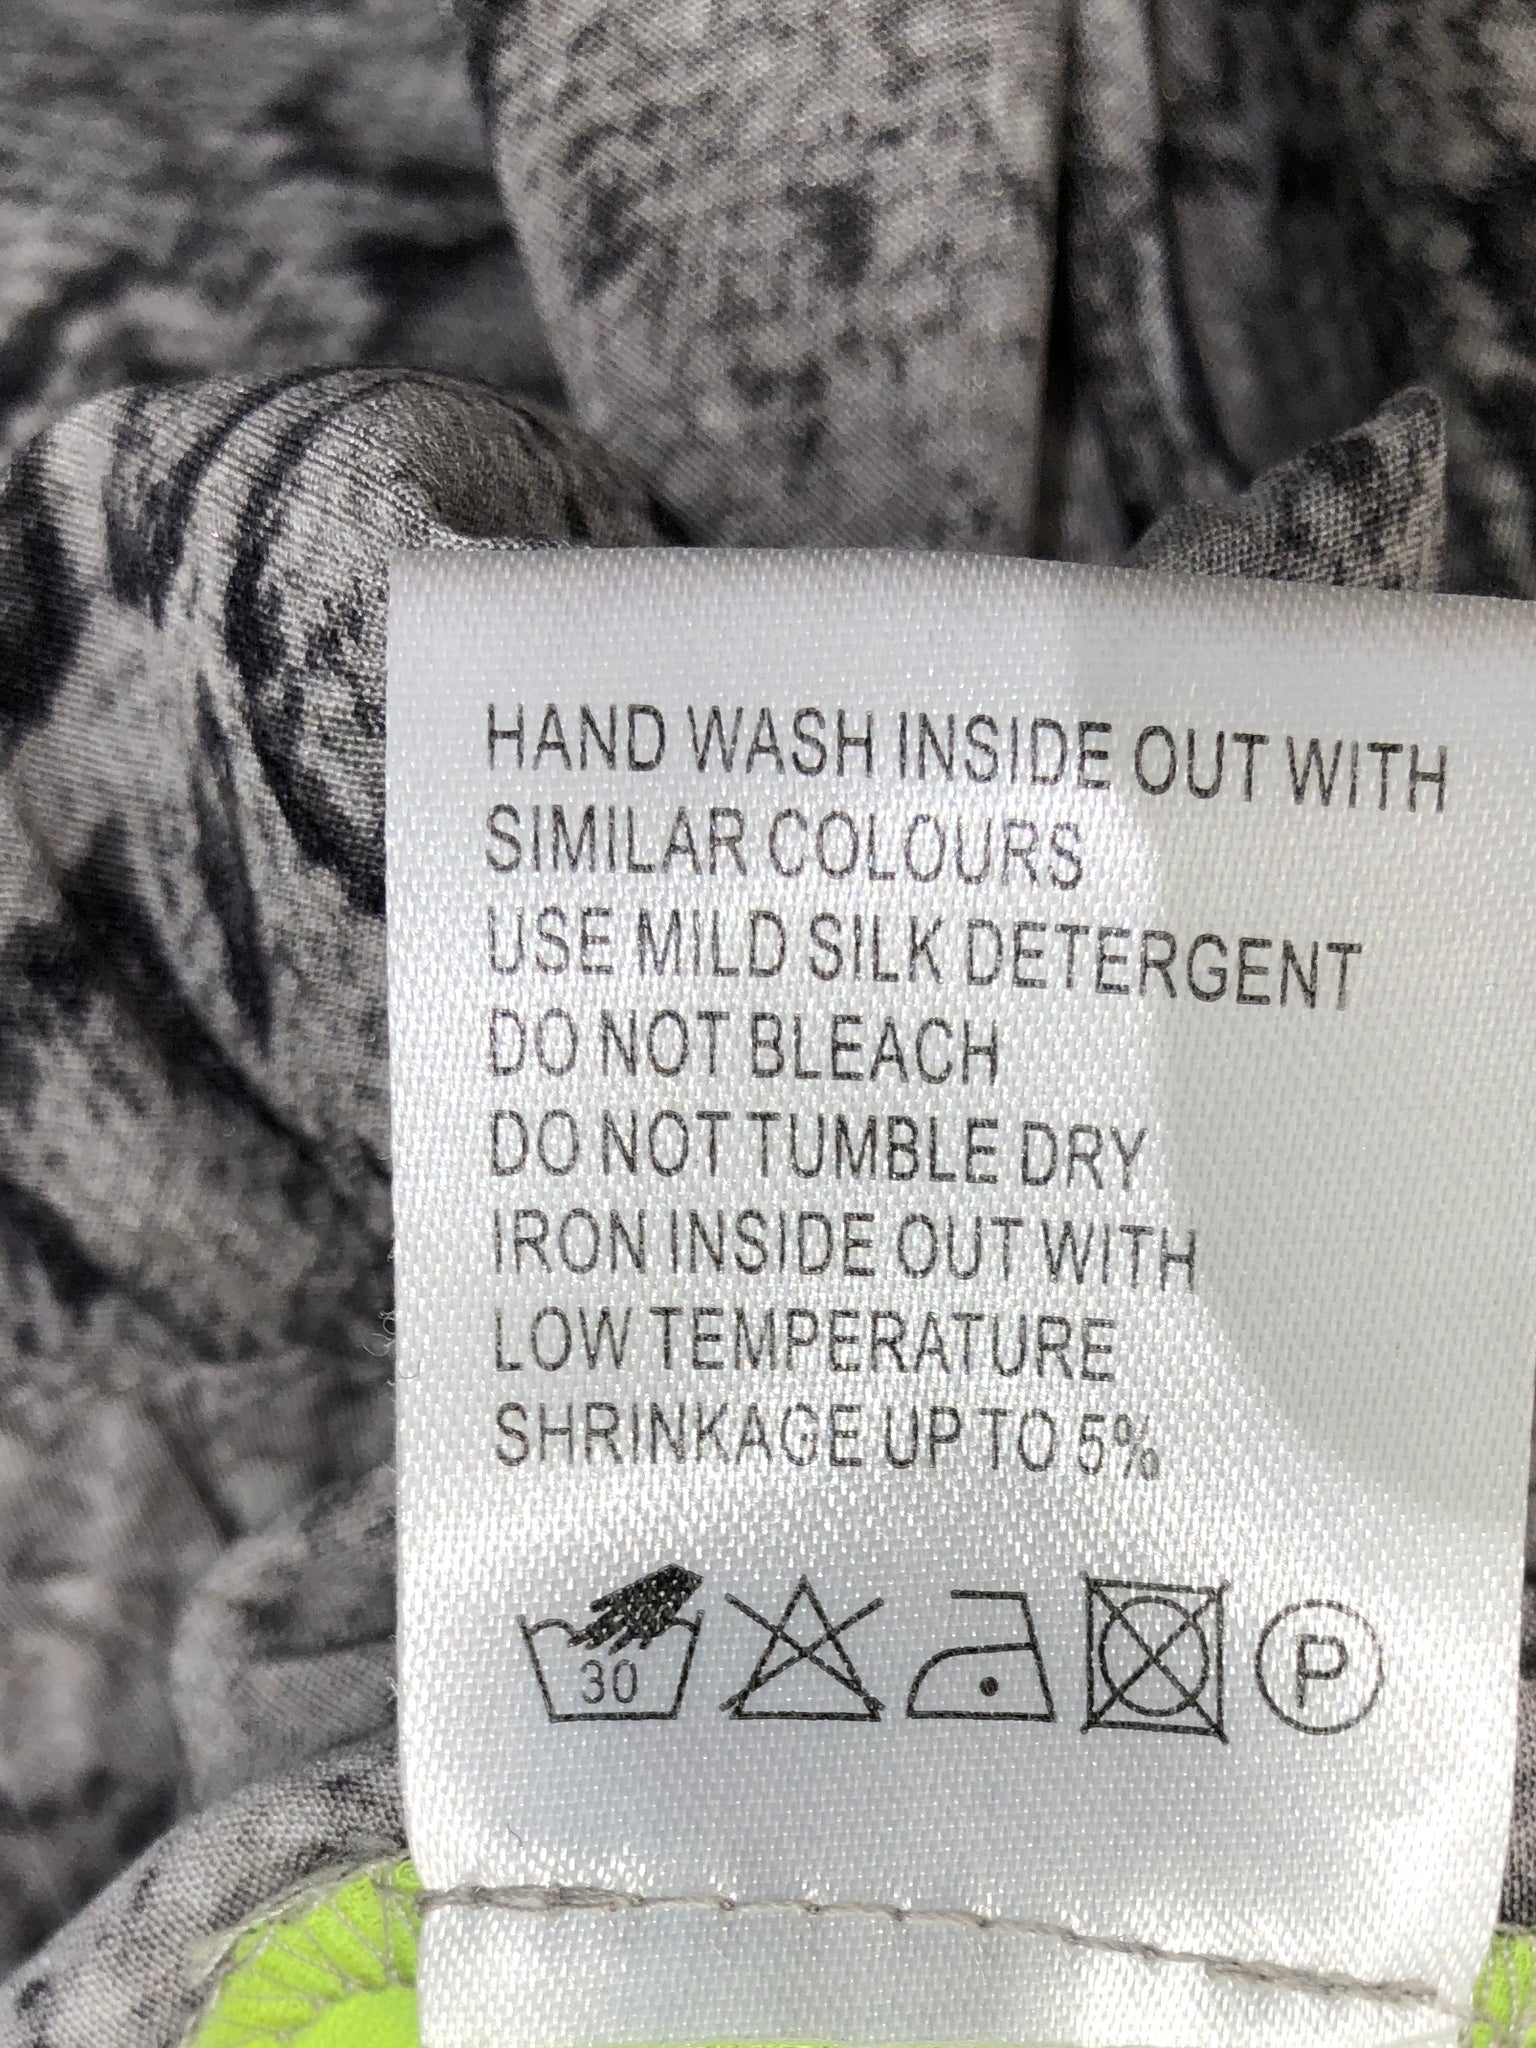 HAND WASH INSIDE OUT WITH
SIMILAR COLOURS
USE MILD SILK DETERGENT
DO NOT BLEACH
DO NOT TUMBLE DRY
IRON INSIDE OUT WITH
LOW TEMPERATURE
SHRINKAGE UP TO 5%
30 P